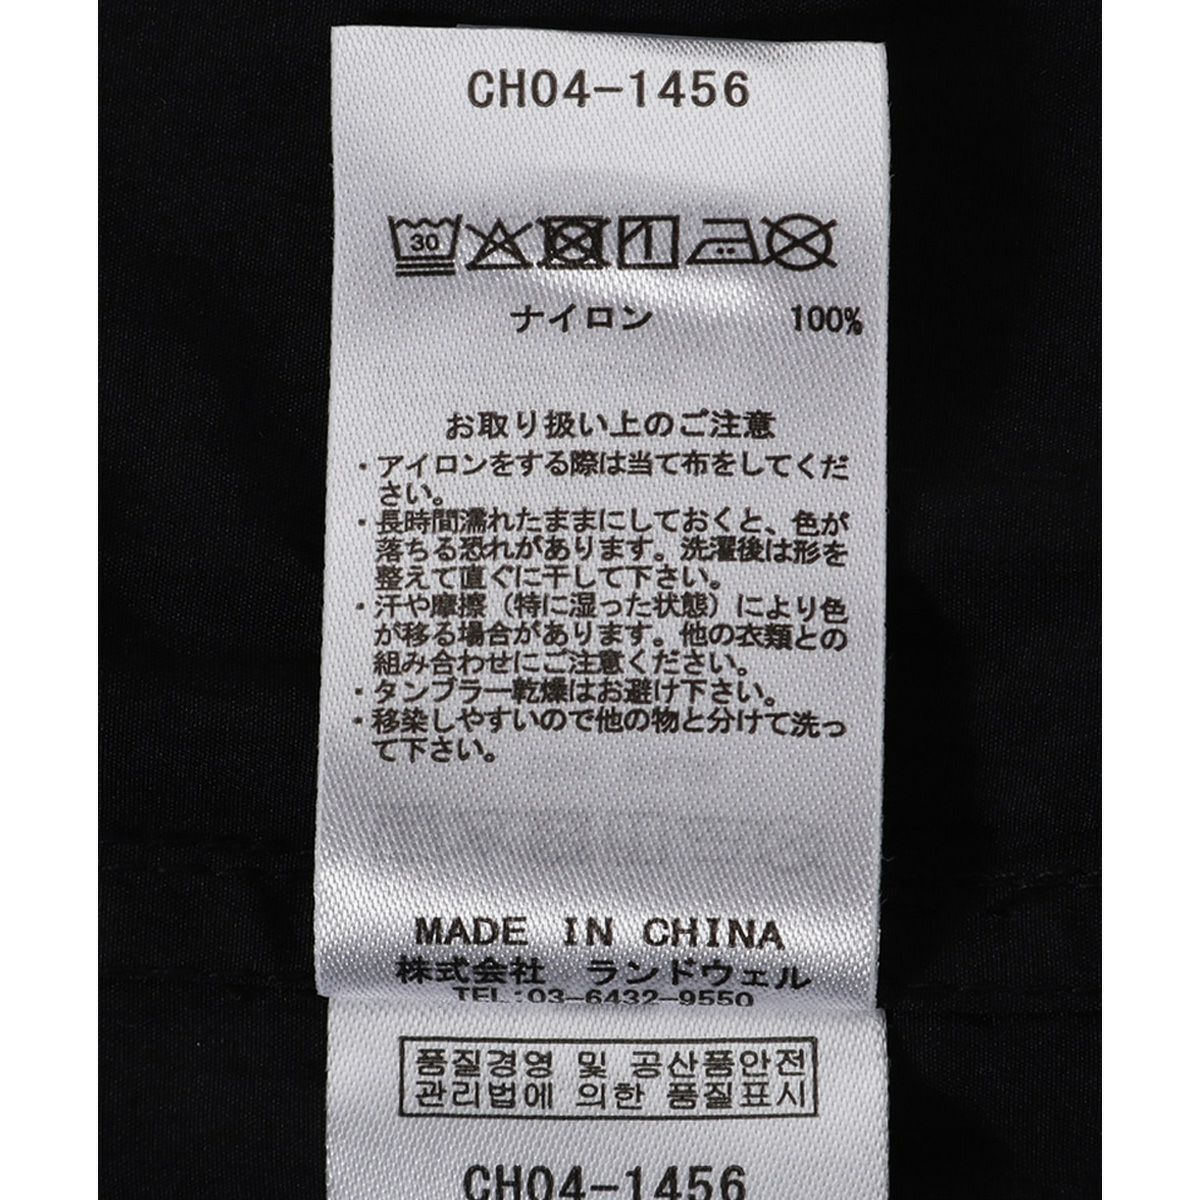 CH04-1456
30
ナイロン 100%
お取り扱い上のご注意
・アイロンをする際は当て布をしてくだ
さい。
・長時間濡れたままにしておくと、色が
落ちる恐れがあります。洗濯後は形を
整えて直ぐに干して下さい。
・汗や摩擦（特に湿った状態）により色
が移る場合があります。他の衣類との
組み合わせにご注意ください。
・タンブラー乾燥はお避け下さい。
・移染しやすいので他の物と分けて洗っ
て下さい。
MADE IN CHINA
株式会社 ランドウェル
TEL:03-6432-9550
품질경영 및 공산품안전
관리법에 의한 품질표시
CH04-1456